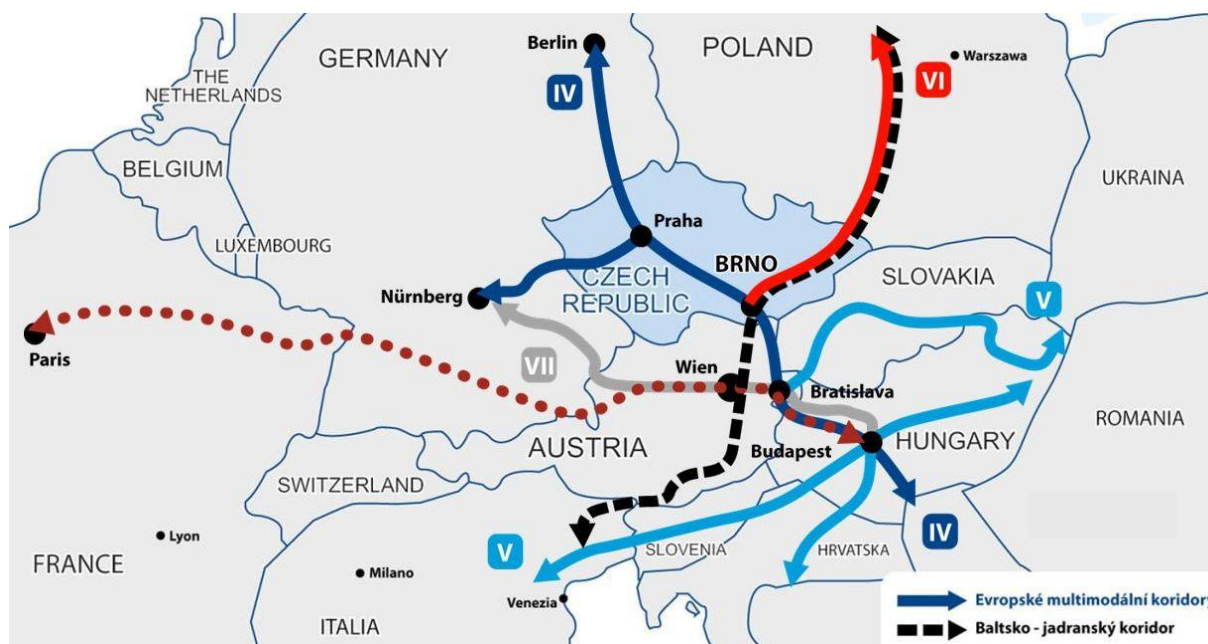 GERMANY
Berlin
POLAND
Warszawa
THE
NETHERLANDS
IV
VI
BELGIUM
UKRAINA
Praha
LUXEMBOURG
BRNO
SLOVAKIA
CZECH
REPUBLIC
Nürnberg
V
Paris
VII
Wien
Bratislava
ROMANIA
AUSTRIA
Budapest
HUNGARY
SWITZERLAND
Lyon
IV
V
SLOVENIA
HRVATSKA
FRANCE
Milano
Venezia
Evropské multimodální koridory
ITALIA
Baltsko - jadranský koridor